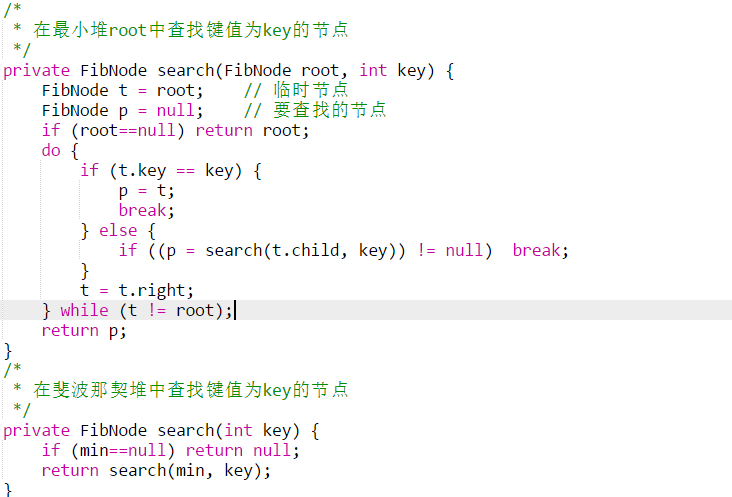 /*
 * 在最小堆root中查找键值为key的节点
 */
private FibNode search(FibNode root, int key) {
    FibNode t = root;    // 临时节点
    FibNode p = null;    // 要查找的节点
    if (root==null) return root;
    do {
        if (t.key == key) {
            p = t;
            break;
        } else {
            if ((p = search(t.child, key)) != null)  break;
        }
        t = t.right;
    } while (t != root);
    return p;
}
/*
 * 在斐波那契堆中查找键值为key的节点
 */
private FibNode search(int key) {
    if (min==null) return null;
    return search(min, key);
}